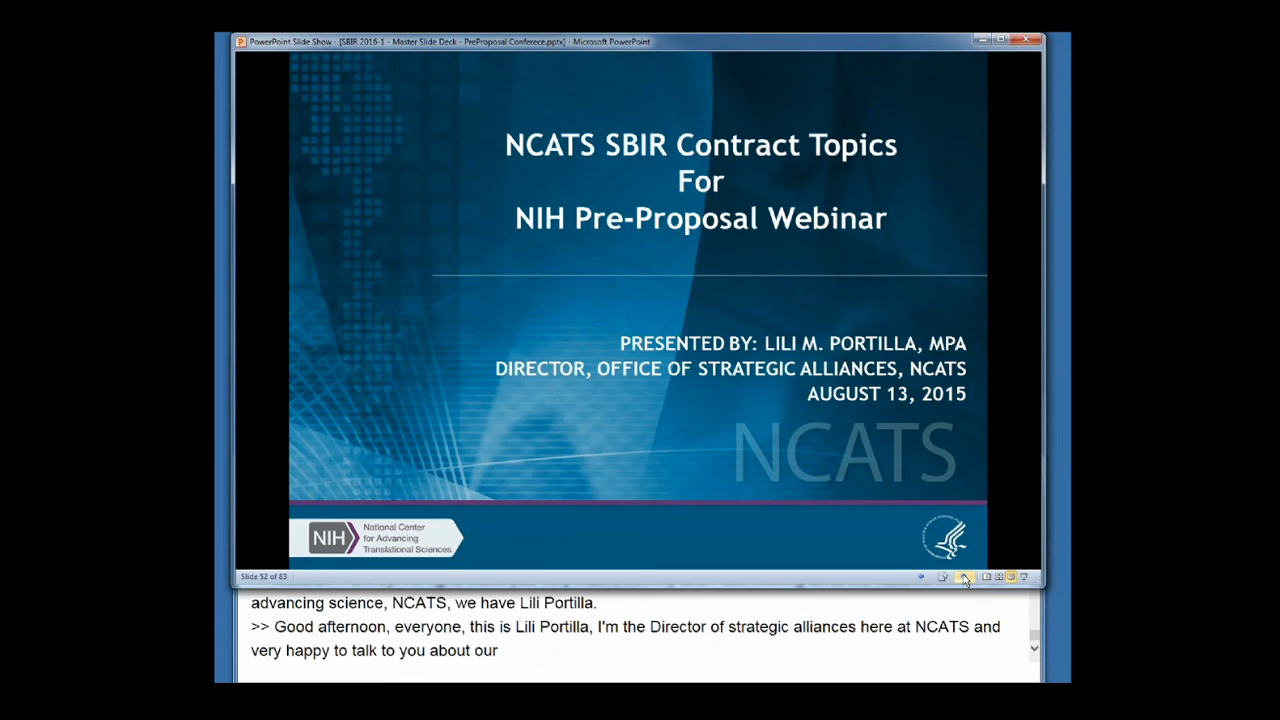 PowerPoint Slide Show - [SBIR 2016-1 - Master Slide Deck - PreProposal Conferece.pptx] - Microsoft PowerPoint
NCATS SBIR Contract Topics
For
NIH Pre-Proposal Webinar
PRESENTED BY: LILI M. PORTILLA, MPA
DIRECTOR, OFFICE OF STRATEGIC ALLIANCES, NCATS
AUGUST 13, 2015
NCATS
NIH
National Center
for Advancing
Translational Sciences
Slide 52 of 83
advancing science, NCATS, we have Lili Portilla.
>> Good afternoon, everyone, this is Lili Portilla, I'm the Director of strategic alliances here at NCATS and
very happy to talk to you about our